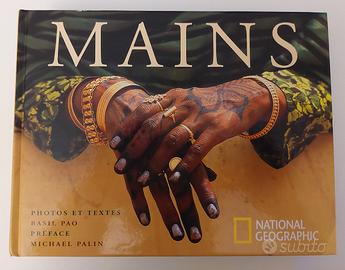 MAINS
PHOTOS ET TEXTES
BASIL PAO
PRÉFACE
MICHAEL PALIN
NATIONAL
GEOGRAPHIC
subito